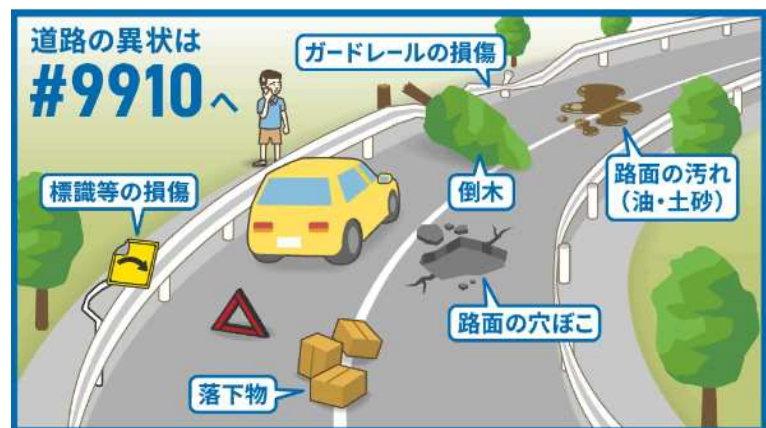 道路の異状は
#9910へ
ガードレールの損傷
標識等の損傷
倒木
路面の汚れ
（油・土砂）
路面の穴ぼこ
落下物